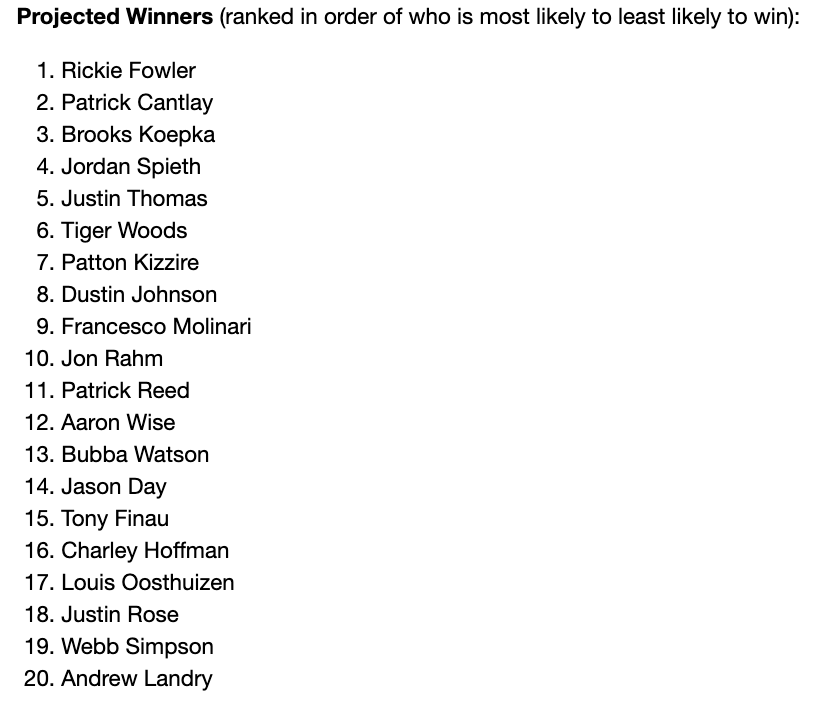 Projected Winners (ranked in order of who is most likely to least likely to win):
1. Rickie Fowler
2. Patrick Cantlay
3. Brooks Koepka
4. Jordan Spieth
5. Justin Thomas
6. Tiger Woods
7. Patton Kizzire
8. Dustin Johnson
9. Francesco Molinari
10. Jon Rahm
11. Patrick Reed
12. Aaron Wise
13. Bubba Watson
14. Jason Day
15. Tony Finau
16. Charley Hoffman
17. Louis Oosthuizen
18. Justin Rose
19. Webb Simpson
20. Andrew Landry